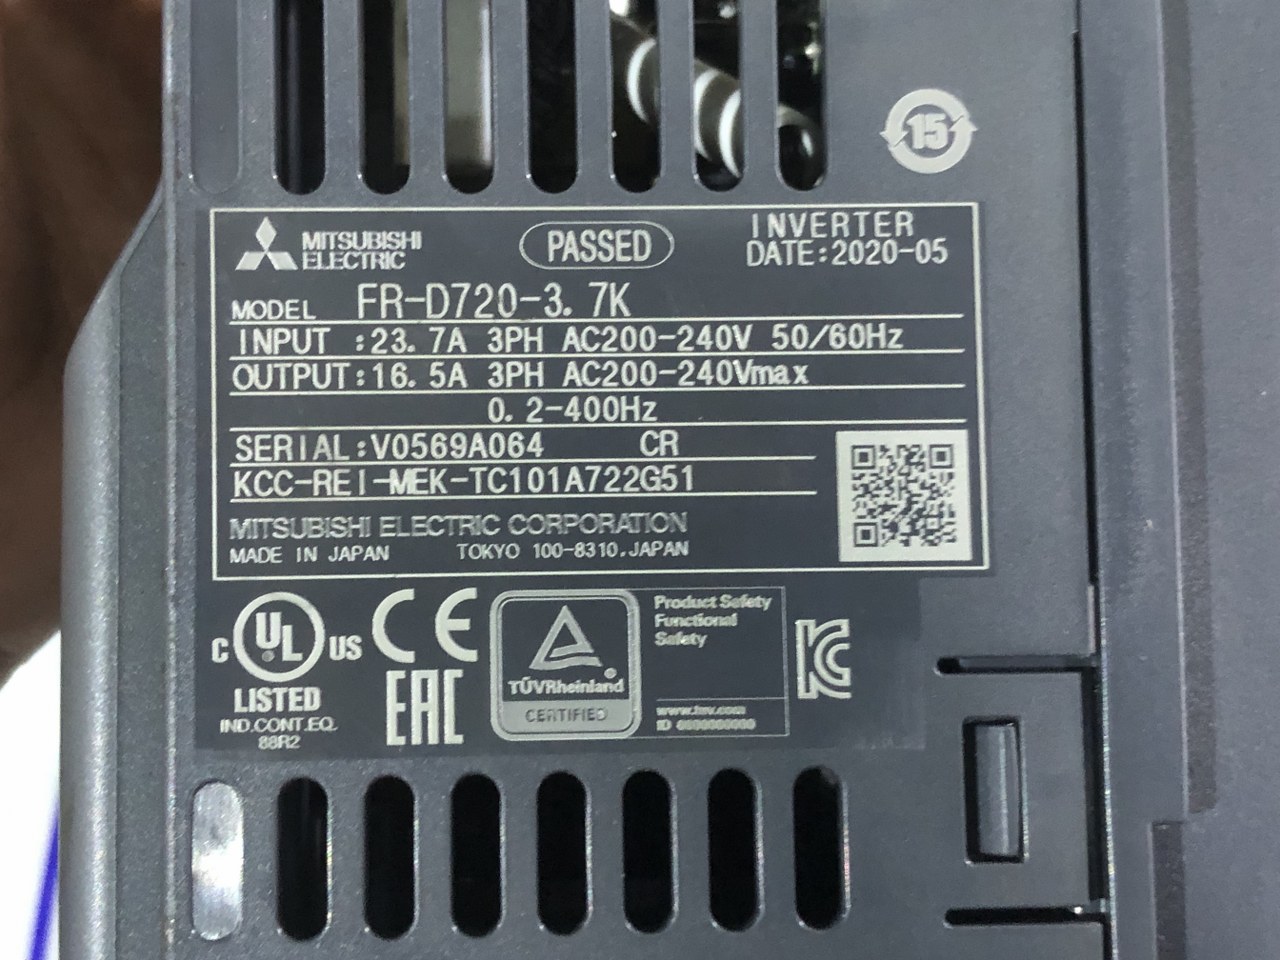 15
MITSUBISHI
ELECTRIC
PASSED
INVERTER
DATE:2020-05
MODEL FR-D720-3.7K
INPUT :23.7A 3PH AC200-240V 50/60Hz
OUTPUT:16.5A 3PH AC200-240Vmax
0.2-400Hz
SERIAL:V0569A064 CR
KCC-REI-MEK-TC101A722G51
MITSUBISHI ELECTRIC CORPORATION
MADE IN JAPAN TOKYO 100-8310,JAPAN
C UL US
LISTED
IND.CONT.EQ.
88R2
CE
EAC
TÜVRheinland
CERTIFIED
Product Safety
Functional
Safety
www.tuv.com
ID
KC